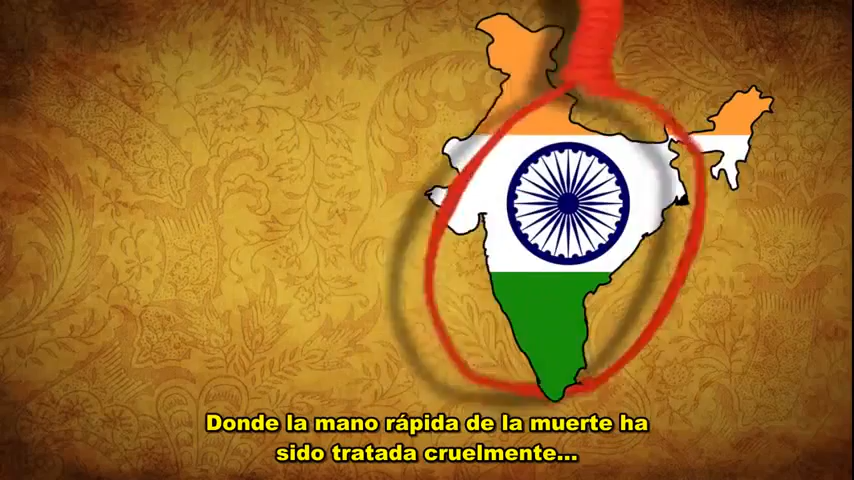 Donde la mano rápida de la muerte ha
sido tratada cruelmente...